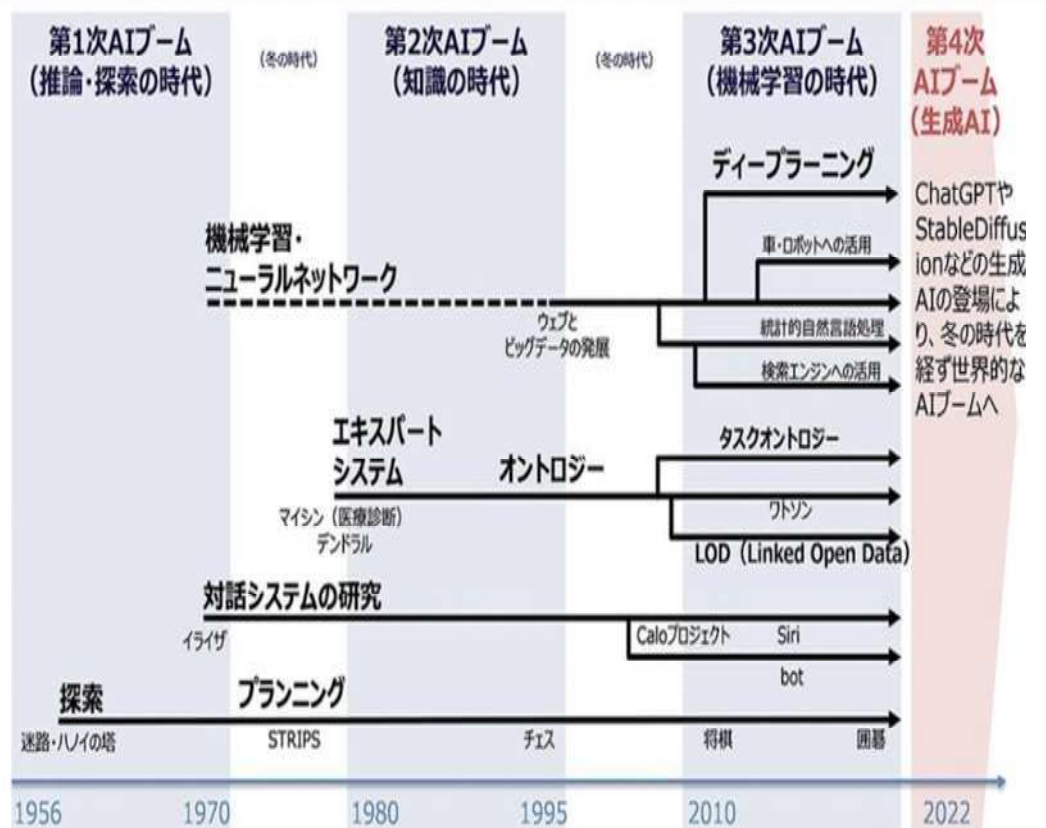 第1次AIブーム
(推論・探索の時代)
(冬の時代)
第2次AIブーム
(知識の時代)
(冬の時代)
第3次AIブーム
(機械学習の時代)
第4次
AIブーム
(生成AI)
ディープラーニング
機械学習・
ニューラルネットワーク
車・ロボットへの活用
ウェブと
ビッグデータの発展
統計的自然言語処理
検索エンジンへの活用
ChatGPTや
StableDiffus
ionなどの生成
AIの登場によ
り、冬の時代を
経ず世界的な
AIブームへ
エキスパート
システム
オントロジー
タスクオントロジー
マイシン（医療診断）
デンドラル
ワトソン
LOD（Linked Open Data）
対話システムの研究
イライザ
Caloプロジェクト
Siri
bot
探索
プランニング
迷路・ハノイの塔
STRIPS
チェス
将棋
囲碁
1956
1970
1980
1995
2010
2022